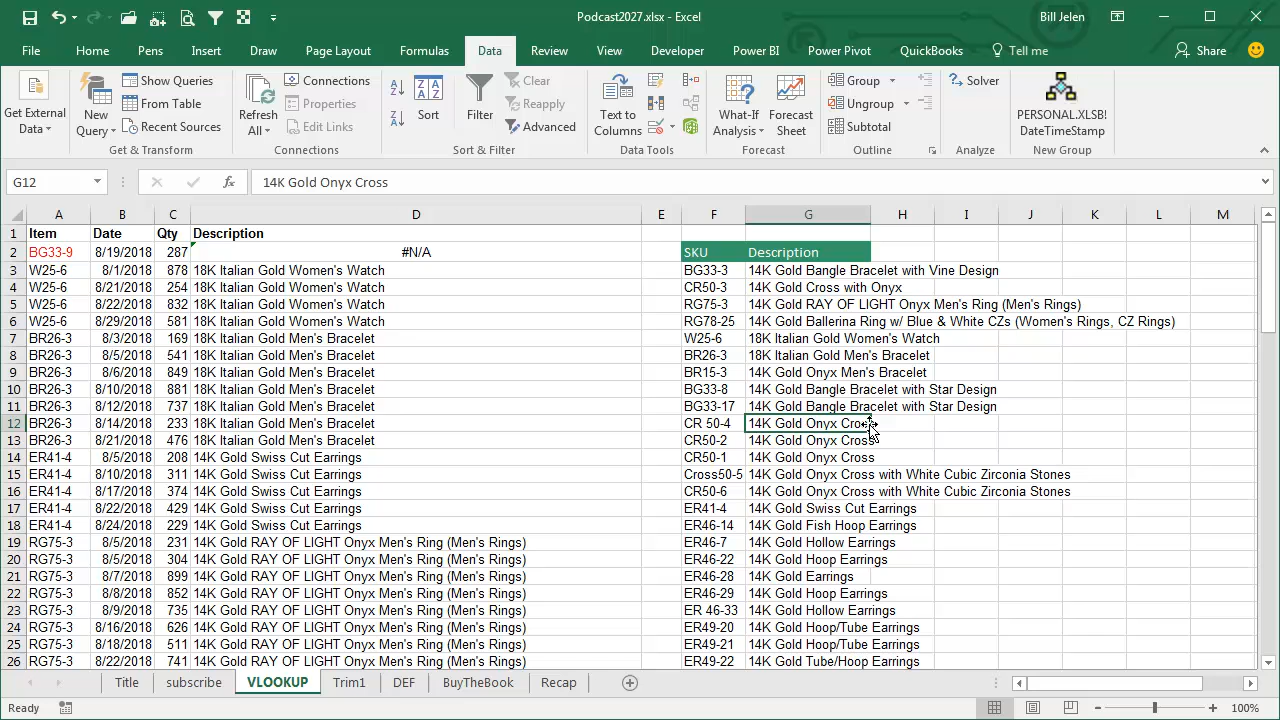 Podcast2027.xlsx - Excel
Bill Jelen
File Home Pens Insert Draw Page Layout Formulas Data Review View Developer Power BI Power Pivot QuickBooks Tell me Share
Get External Data
New Query
Show Queries
From Table
Recent Sources
Get & Transform
Refresh All
Connections
Properties
Edit Links
Connections
Sort
Filter
Clear
Reapply
Advanced
Sort & Filter
Text to Columns
Data Tools
What-If Analysis
Forecast Sheet
Forecast
Group
Ungroup
Subtotal
Outline
Solver
Analyze
PERSONAL.XLSB! DateTimeStamp
New Group
G12 fx 14K Gold Onyx Cross
A B C D E F G H I J K L M
1 Item Date Qty Description
2 BG33-9 8/19/2018 287 #N/A SKU Description
3 W25-6 8/1/2018 878 18K Italian Gold Women's Watch BG33-3 14K Gold Bangle Bracelet with Vine Design
4 W25-6 8/21/2018 254 18K Italian Gold Women's Watch CR50-3 14K Gold Cross with Onyx
5 W25-6 8/22/2018 832 18K Italian Gold Women's Watch RG75-3 14K Gold RAY OF LIGHT Onyx Men's Ring (Men's Rings)
6 W25-6 8/29/2018 581 18K Italian Gold Women's Watch RG78-25 14K Gold Ballerina Ring w/ Blue & White CZs (Women's Rings, CZ Rings)
7 BR26-3 8/3/2018 169 18K Italian Gold Men's Bracelet W25-6 18K Italian Gold Women's Watch
8 BR26-3 8/5/2018 541 18K Italian Gold Men's Bracelet BR26-3 18K Italian Gold Men's Bracelet
9 BR26-3 8/6/2018 849 18K Italian Gold Men's Bracelet BR15-3 14K Gold Onyx Men's Bracelet
10 BR26-3 8/10/2018 881 18K Italian Gold Men's Bracelet BG33-8 14K Gold Bangle Bracelet with Star Design
11 BR26-3 8/12/2018 737 18K Italian Gold Men's Bracelet BG33-17 14K Gold Bangle Bracelet with Star Design
12 BR26-3 8/14/2018 233 18K Italian Gold Men's Bracelet CR 50-4 14K Gold Onyx Cross
13 BR26-3 8/21/2018 476 18K Italian Gold Men's Bracelet CR50-2 14K Gold Onyx Cross
14 ER41-4 8/5/2018 208 14K Gold Swiss Cut Earrings CR50-1 14K Gold Onyx Cross
15 ER41-4 8/10/2018 311 14K Gold Swiss Cut Earrings Cross50-5 14K Gold Onyx Cross with White Cubic Zirconia Stones
16 ER41-4 8/17/2018 374 14K Gold Swiss Cut Earrings CR50-6 14K Gold Onyx Cross with White Cubic Zirconia Stones
17 ER41-4 8/22/2018 429 14K Gold Swiss Cut Earrings ER41-4 14K Gold Swiss Cut Earrings
18 ER41-4 8/24/2018 229 14K Gold Swiss Cut Earrings ER46-14 14K Gold Fish Hoop Earrings
19 RG75-3 8/5/2018 231 14K Gold RAY OF LIGHT Onyx Men's Ring (Men's Rings) ER46-7 14K Gold Hollow Earrings
20 RG75-3 8/5/2018 304 14K Gold RAY OF LIGHT Onyx Men's Ring (Men's Rings) ER46-22 14K Gold Hoop Earrings
21 RG75-3 8/7/2018 899 14K Gold RAY OF LIGHT Onyx Men's Ring (Men's Rings) ER46-28 14K Gold Earrings
22 RG75-3 8/8/2018 852 14K Gold RAY OF LIGHT Onyx Men's Ring (Men's Rings) ER46-29 14K Gold Hoop Earrings
23 RG75-3 8/9/2018 735 14K Gold RAY OF LIGHT Onyx Men's Ring (Men's Rings) ER 46-33 14K Gold Hollow Earrings
24 RG75-3 8/16/2018 626 14K Gold RAY OF LIGHT Onyx Men's Ring (Men's Rings) ER49-20 14K Gold Hoop/Tube Earrings
25 RG75-3 8/18/2018 511 14K Gold RAY OF LIGHT Onyx Men's Ring (Men's Rings) ER49-21 14K Gold Hoop/Tube Earrings
26 RG75-3 8/22/2018 741 14K Gold RAY OF LIGHT Onyx Men's Ring (Men's Rings) ER49-22 14K Gold Tube/Hoop Earrings
Title subscribe VLOOKUP Trim1 DEF BuyTheBook Recap
Ready 100%